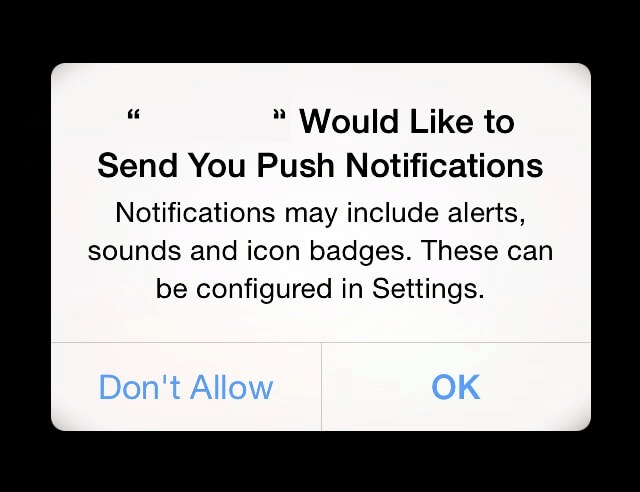 “ ” Would Like to
Send You Push Notifications
Notifications may include alerts,
sounds and icon badges. These can
be configured in Settings.
Don't Allow
OK